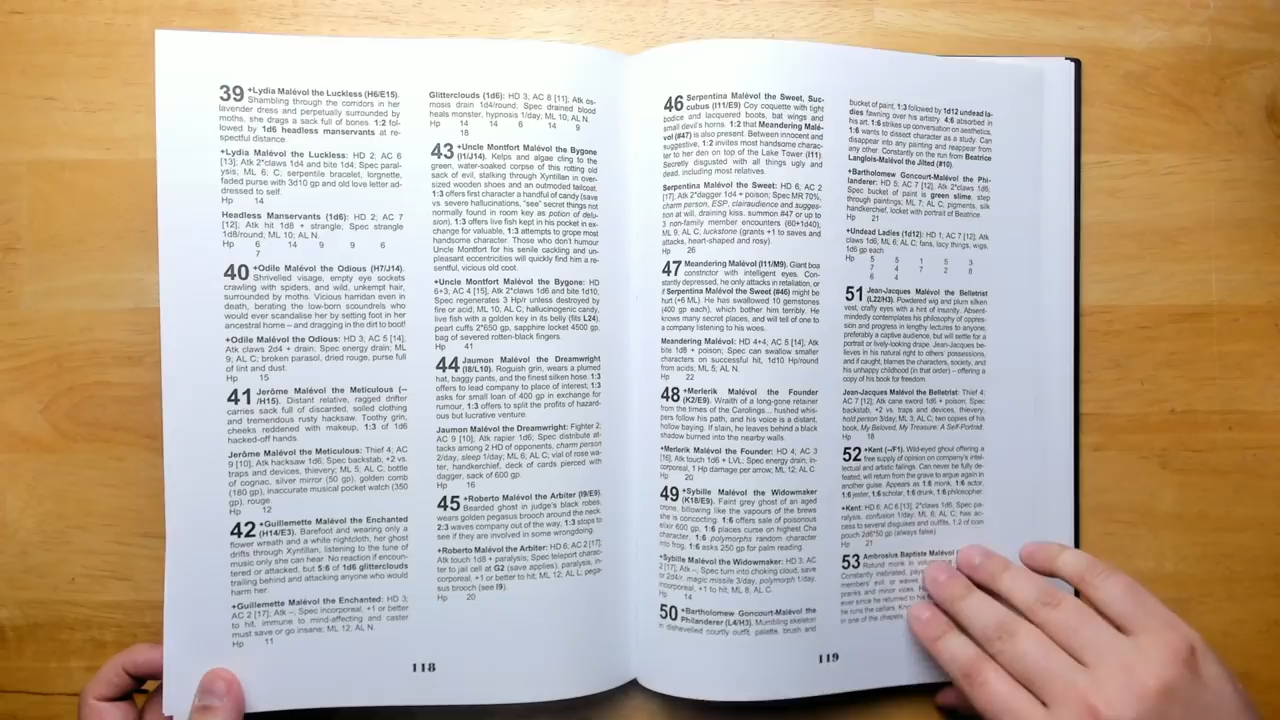 39 +Lydia Malévol the Luckless (H6/E15).
Shambling through the corridors in her
lavender dress and perpetually surrounded by
moths, she drags a sack full of bones. 1:2 fol-
lowed by 1d6 headless manservants at re-
spectful distance.
+Lydia Malévol the Luckless: HD 2; AC 6
[13]; Atk 2*claws 1d4 and bite 1d4; Spec paral-
ysis; ML 6; C; serpentine bracelet, lorgnette,
faded purse with 3d10 gp and old love letter ad-
dressed to self.
Hp 14
Headless Manservants (1d6): HD 2; AC 7
[12]; Atk hit 1d8 + strangle; Spec strangle
1d8/round; ML 10; AL N.
Hp 6 14 9 9 6
7
40 +Odile Malévol the Odious (H7/J14).
Shrivelled visage, empty eye sockets
crawling with spiders, and wild, unkempt hair,
surrounded by moths. Vicious harridan even in
death, berating the low-born scoundrels who
would ever scandalise her by setting foot in her
ancestral home – and dragging in the dirt to boot!
+Odile Malévol the Odious: HD 3; AC 5 [14];
Atk claws 2d4 + drain; Spec energy drain; ML
9; AL C; broken parasol, dried rouge, purse full
of lint and dust.
Hp 15
41 Jerôme Malévol the Meticulous (--
/H15). Distant relative, ragged drifter
carries sack full of discarded, soiled clothing
and tremendous rusty hacksaw. Toothy grin,
cheeks reddened with makeup, 1:3 of 1d6
hacked-off hands.
Jerôme Malévol the Meticulous: Thief 4; AC
9 [10]; Atk hacksaw 1d6; Spec backstab, +2 vs.
traps and devices, thievery; ML 5; AL C; bottle
of cognac, silver mirror (50 gp), golden comb
(180 gp), inaccurate musical pocket watch (350
gp), rouge.
Hp 12
42 +Guillemette Malévol the Enchanted
(H14/E3). Barefoot and wearing only a
flower wreath and a white nightcloth, her ghost
drifts through Xyntillan, listening to the tune of
music only she can hear. No reaction if encoun-
tered or attacked, but 5:6 of 1d6 glitterclouds
trailing behind and attacking anyone who would
harm her.
+Guillemette Malévol the Enchanted: HD 3;
AC 2 [17]; Atk –; Spec incorporeal, +1 or better
to hit, immune to mind-affecting and caster
must save or go insane; ML 12; AL N.
Hp 11
Glitterclouds (1d6): HD 3; AC 8 [11]; Atk os-
mosis drain 1d4/round; Spec drained blood
heals monster, hypnosis 1/day; ML 10; AL N.
Hp 14 14 6 14 9
18
43 +Uncle Montfort Malévol the Bygone
(I1/J14). Kelps and algae cling to the
green, water-soaked corpse of this rotting old
sack of evil, stalking through Xyntillan in over-
sized wooden shoes and an outmoded tailcoat.
1:3 offers first character a handful of candy (save
vs. severe hallucinations, "see" secret things not
normally found in room key as potion of delu-
sion), 1:3 offers live fish kept in his pocket in ex-
change for valuable, 1:3 attempts to grope most
handsome character. Those who don't humour
Uncle Montfort for his senile cackling and un-
pleasant eccentricities will quickly find him a re-
sentful, vicious old coot.
+Uncle Montfort Malévol the Bygone: HD
6+3; AC 4 [15]; Atk 2*claws 1d6 and bite 1d10;
Spec regenerates 3 Hp/r unless destroyed by
fire or acid; ML 10, AL C, hallucinogenic candy,
live fish with a golden key in its belly (fits L24),
pearl cuffs 2*650 gp, sapphire locket 4500 gp,
bag of severed rotten-black fingers.
Hp 41
44 Jaumon Malévol the Dreamwright
(I8/L10). Roguish grin, wears a plumed
hat, baggy pants, and the finest silken hose. 1:3
offers to lead company to place of interest, 1:3
asks for small loan of 400 gp in exchange for
rumour, 1:3 offers to split the profits of hazard-
ous but lucrative venture.
Jaumon Malévol the Dreamwright: Fighter 2;
AC 9 [10]; Atk rapier 1d6; Spec distribute at-
tacks among 2 HD of opponents, charm person
2/day, sleep 1/day; ML 6; AL C; vial of rose wa-
ter, handkerchief, deck of cards pierced with
dagger, sack of 600 gp.
Hp 16
45 +Roberto Malévol the Arbiter (I9/E9).
Bearded ghost in judge's black robes,
wears golden pegasus brooch around the neck.
2:3 waves company out of the way, 1:3 stops to
see if they are involved in some wrongdoing.
+Roberto Malévol the Arbiter: HD 6; AC 2 [17];
Atk touch 1d8 + paralysis; Spec teleport charac-
ter to jail cell at G2 (save applies), paralysis, in-
corporeal, +1 or better to hit; ML 12; AL L; pega-
sus brooch (see I9).
Hp 20
118
46 Serpentina Malévol the Sweet, Suc-
cubus (I11/E9) Coy coquette with tight
bodice and lacquered boots, bat wings and
small devil's horns. 1:2 that Meandering Malé-
vol (#47) is also present. Between innocent and
suggestive, 1:2 invites most handsome charac-
ter to her den on top of the Lake Tower (I11).
Secretly disgusted with all things ugly and
dead, including most relatives.
Serpentina Malévol the Sweet: HD 6; AC 2
[17]; Atk 2*dagger 1d4 + poison; Spec MR 70%,
charm person, ESP, clairaudience and sugges-
tion at will, draining kiss, summon #47 or up to
3 non-family member encounters (60+1d40);
ML 9; AL C, luckstone (grants +1 to saves and
attacks, heart-shaped and rosy).
Hp 26
47 Meandering Malévol (I11/M9). Giant boa
constrictor with intelligent eyes. Con-
stantly depressed, he only attacks in retaliation, or
if Serpentina Malévol the Sweet (#46) might be
hurt (+6 ML). He has swallowed 10 gemstones
(400 gp each), which bother him terribly. He
knows many secret places, and will tell of one to
a company listening to his woes.
Meandering Malévol: HD 4+4; AC 5 [14]; Atk
bite 1d8 + poison; Spec can swallow smaller
characters on successful hit, 1d10 Hp/round
from acids; ML 5; AL N.
Hp 22
48 +Merlerik Malévol the Founder
(K2/E9). Wraith of a long-gone retainer
from the times of the Carolings... hushed whis-
pers follow his path, and his voice is a distant,
hollow baying. If slain, he leaves behind a black
shadow burned into the nearby walls.
+Merlerik Malévol the Founder: HD 4; AC 3
[16]; Atk touch 1d6 + LVL; Spec energy drain, in-
corporeal, 1 Hp damage per arrow; ML 12; AL C.
Hp 20
49 +Sybille Malévol the Widowmaker
(K18/E9). Faint grey ghost of an aged
crone, billowing like the vapours of the brews
she is concocting. 1:6 offers sale of poisonous
elixir 600 gp, 1:6 places curse on highest Cha
character, 1:6 polymorphs random character
into frog, 1:6 asks 250 gp for palm reading.
+Sybille Malévol the Widowmaker: HD 3; AC
2 [17]; Atk –; Spec turn into choking cloud, save
or 2d4/r, magic missile 3/day, polymorph 1/day,
incorporeal, +1 to hit; ML 8; AL C.
Hp 14
50 +Bartholomew Goncourt-Malévol the
Philanderer (L4/H3). Mumbling skeleton
in dishevelled courtly outfit, palette, brush and
bucket of paint, 1:3 followed by 1d12 undead la-
dies fawning over his artistry. 4:6 absorbed in
his art, 1:6 strikes up conversation on aesthetics,
1:6 wants to dissect character as a study. Can
disappear into any painting and reappear from
any other. Constantly on the run from Beatrice
Langlois-Malévol the Jilted (#10).
+Bartholomew Goncourt-Malévol the Phi-
landerer: HD 5; AC 7 [12]; Atk 2*claws 1d6;
Spec bucket of paint is green slime, step
through paintings; ML 7; AL C; pigments, silk
handkerchief, locket with portrait of Beatrice.
Hp 21
+Undead Ladies (1d12): HD 1; AC 7 [12]; Atk
claws 1d6; ML 6; AL C; fans, lacy things, wigs,
1d6 gp each
Hp 5 5 1 5 3
7 4 7 2 8
6 4
51 Jean-Jacques Malévol the Belletrist
(L22/H3). Powdered wig and plum silken
vest, crafty eyes with a hint of insanity. Absent-
mindedly contemplates his philosophy of oppres-
sion and progress in lengthy lectures to anyone,
preferably a captive audience, but will settle for a
portrait or lively-looking drape. Jean-Jacques be-
lieves in his natural right to others' possessions,
and if caught, blames the characters, society, and
his unhappy childhood (in that order) – offering a
copy of his book for freedom.
Jean-Jacques Malévol the Belletrist: Thief 4;
AC 7 [12]; Atk cane sword 1d6 + poison; Spec
backstab, +2 vs. traps and devices, thievery,
hold person 3/day; ML 3; AL C; two copies of his
book, My Beloved, My Treasure: A Self-Portrait.
Hp 18
52 +Kent (--/F1). Wild-eyed ghoul offering a
free supply of opinion on company's intel-
lectual and artistic failings. Can never be fully de-
feated, will return from the grave to argue again in
another guise. Appears as 1:6 monk, 1:6 actor,
1:6 jester, 1:6 scholar, 1:6 drunk, 1:6 philosopher.
+Kent: HD 6; AC 6 [13]; 2*claws 1d6; Spec pa-
ralysis, confusion 1/day; ML 6; AL C; has ac-
cess to several disguises and outfits, 1:2 of coin
pouch 2d6*50 gp (always false)
Hp 21
53 Ambrosius Baptiste Malévol
Rotund monk in
Constantly inebriated,
members evil or
pranks and minor vices.
ever since he returned to his
he runs the cellars.
in one of the chapels
119